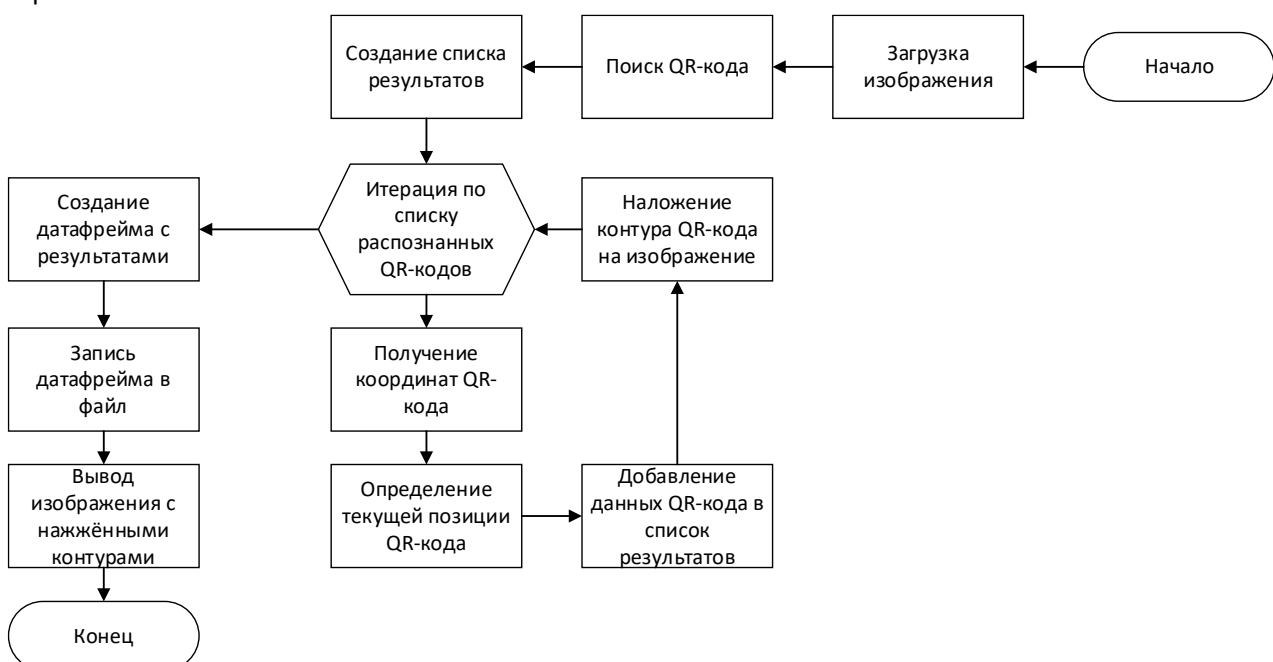 Начало
Загрузка
изображения
Поиск QR-кода
Создание списка
результатов
Итерация по
списку
распознанных
QR-кодов
Получение
координат QR-
кода
Определение
текущей позиции
QR-кода
Добавление
данных QR-кода в
список
результатов
Наложение
контура QR-кода
на изображение
Создание
датафрейма с
результатами
Запись
датафрейма в
файл
Вывод
изображения с
нажжёнными
контурами
Конец